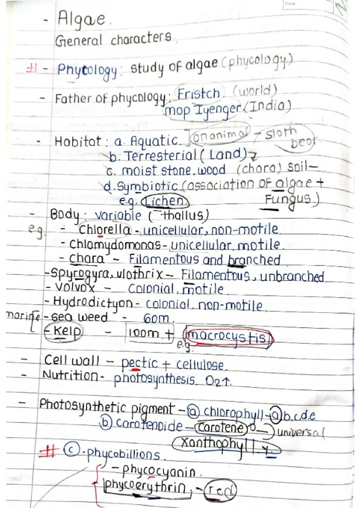 - Algae.
General characters.
# - Phycology: study of algae (phycology)
- Father of phycology: Fristch. (world)
mop Iyenger (India)
- Habitat: a. Aquatic. on animal - sloth bear
b. Terresterial (Land)
c. moist stone. wood (chara) soil-
d. Symbiotic (association of algae +
e.g. Lichen Fungus)
- Body: variable (Thallus)
e.g. - Chlorella - unicellular, non-motile.
- Chlamydomonas - unicellular, motile.
- chara - Filamentous and branched
- Spyrogyra, ulothrix - Filamentous, unbranched
- Volvox - Colonial. motile.
- Hydrodictyon - colonial. non-motile.
marine - sea weed - 60m.
- Kelp - 100m + macrocystis
e.g.
- Cell wall - pectic + cellulose.
- Nutrition - photosynthesis. O2↑.
- Photosynthetic pigment - a chlorophyll - a b.c.d.e
b) carotenoide - carotene universal
Xanthophyll
# c. - phycobillions.
- phycocyanin.
phycoerythrin, - red